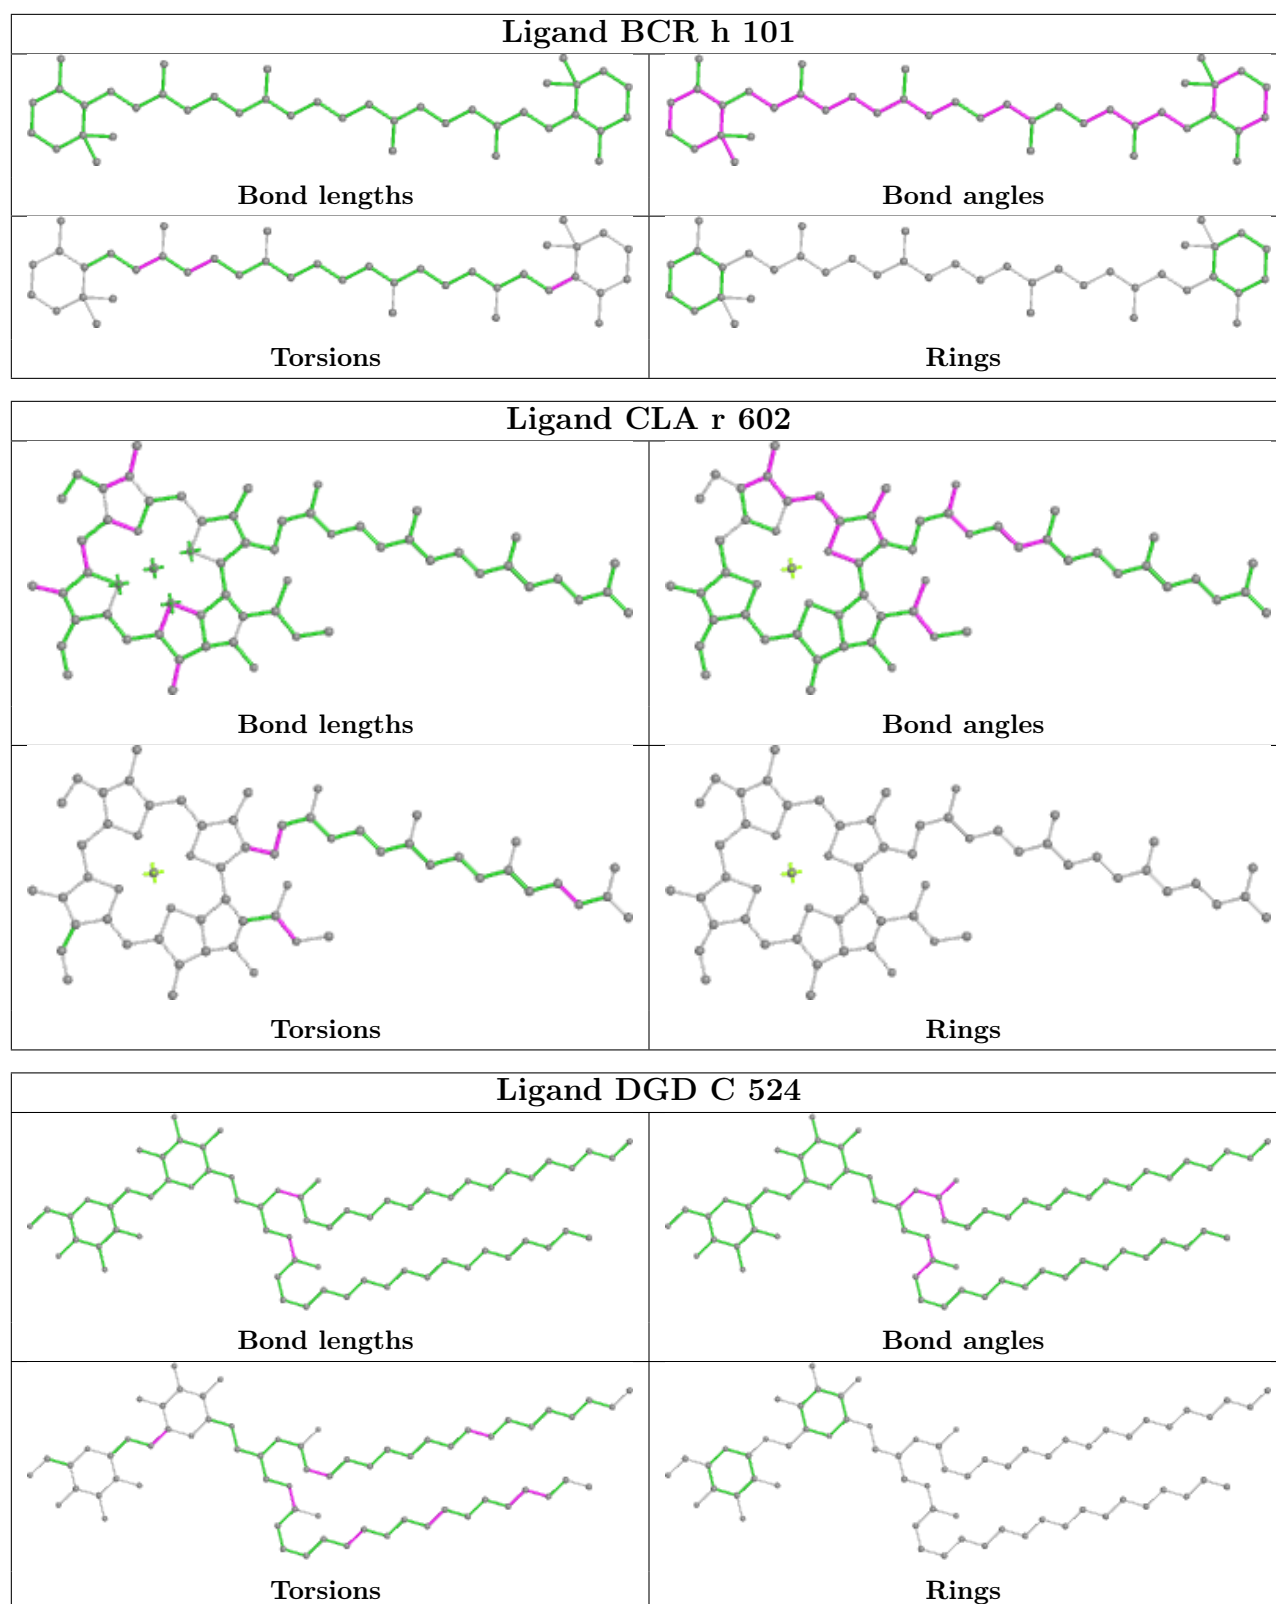 Ligand BCR h 101
Bond lengths
Bond angles
Torsions
Rings
Ligand CLA r 602
Bond lengths
Bond angles
Torsions
Rings
Ligand DGD C 524
Bond lengths
Bond angles
Torsions
Rings